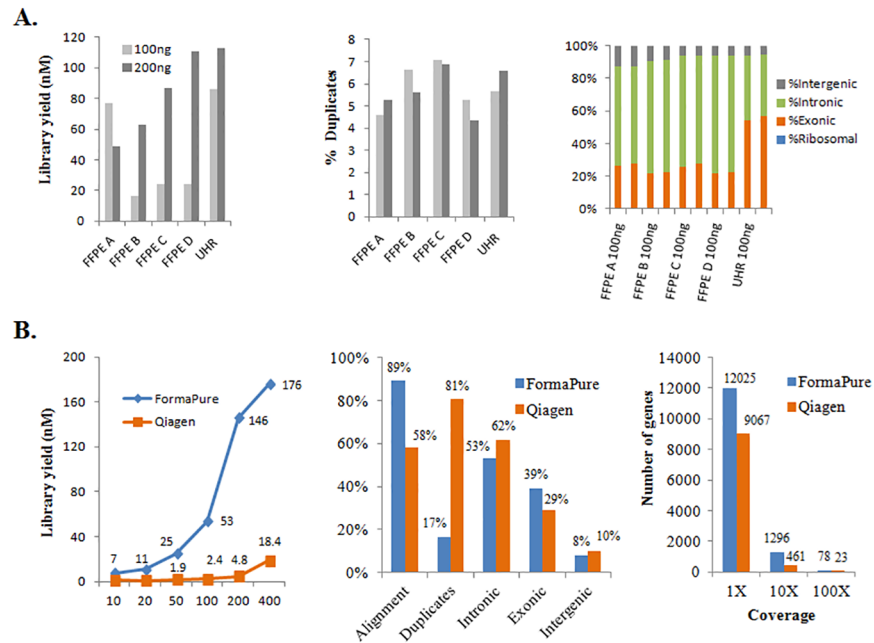 A.
Library yield (nM)
120
100
80
60
40
20
0
100ng
200ng
FFPE A
FFPE B
FFPE C
FFPE D
UHR
% Duplicates
8
7
6
5
4
3
2
1
0
FFPE A
FFPE B
FFPE C
FFPE D
UHR
100%
80%
60%
40%
20%
0%
%Intergenic
%Intronic
%Exonic
%Ribosomal
FFPE A 100ng
FFPE B 100ng
FFPE C 100ng
FFPE D 100ng
UHR 100ng
B.
Library yield (nM)
200
160
120
80
40
0
FormaPure
Qiagen
176
146
53
25
11
7
1.9
2.4
4.8
18.4
10
20
50
100
200
400
100%
80%
60%
40%
20%
0%
FormaPure
Qiagen
89%
58%
17%
81%
53%
62%
39%
29%
8%
10%
Alignment
Duplicates
Intronic
Exonic
Intergenic
Number of genes
14000
12000
10000
8000
6000
4000
2000
0
FormaPure
Qiagen
12025
9067
1296
461
78
23
1X
10X
100X
Coverage